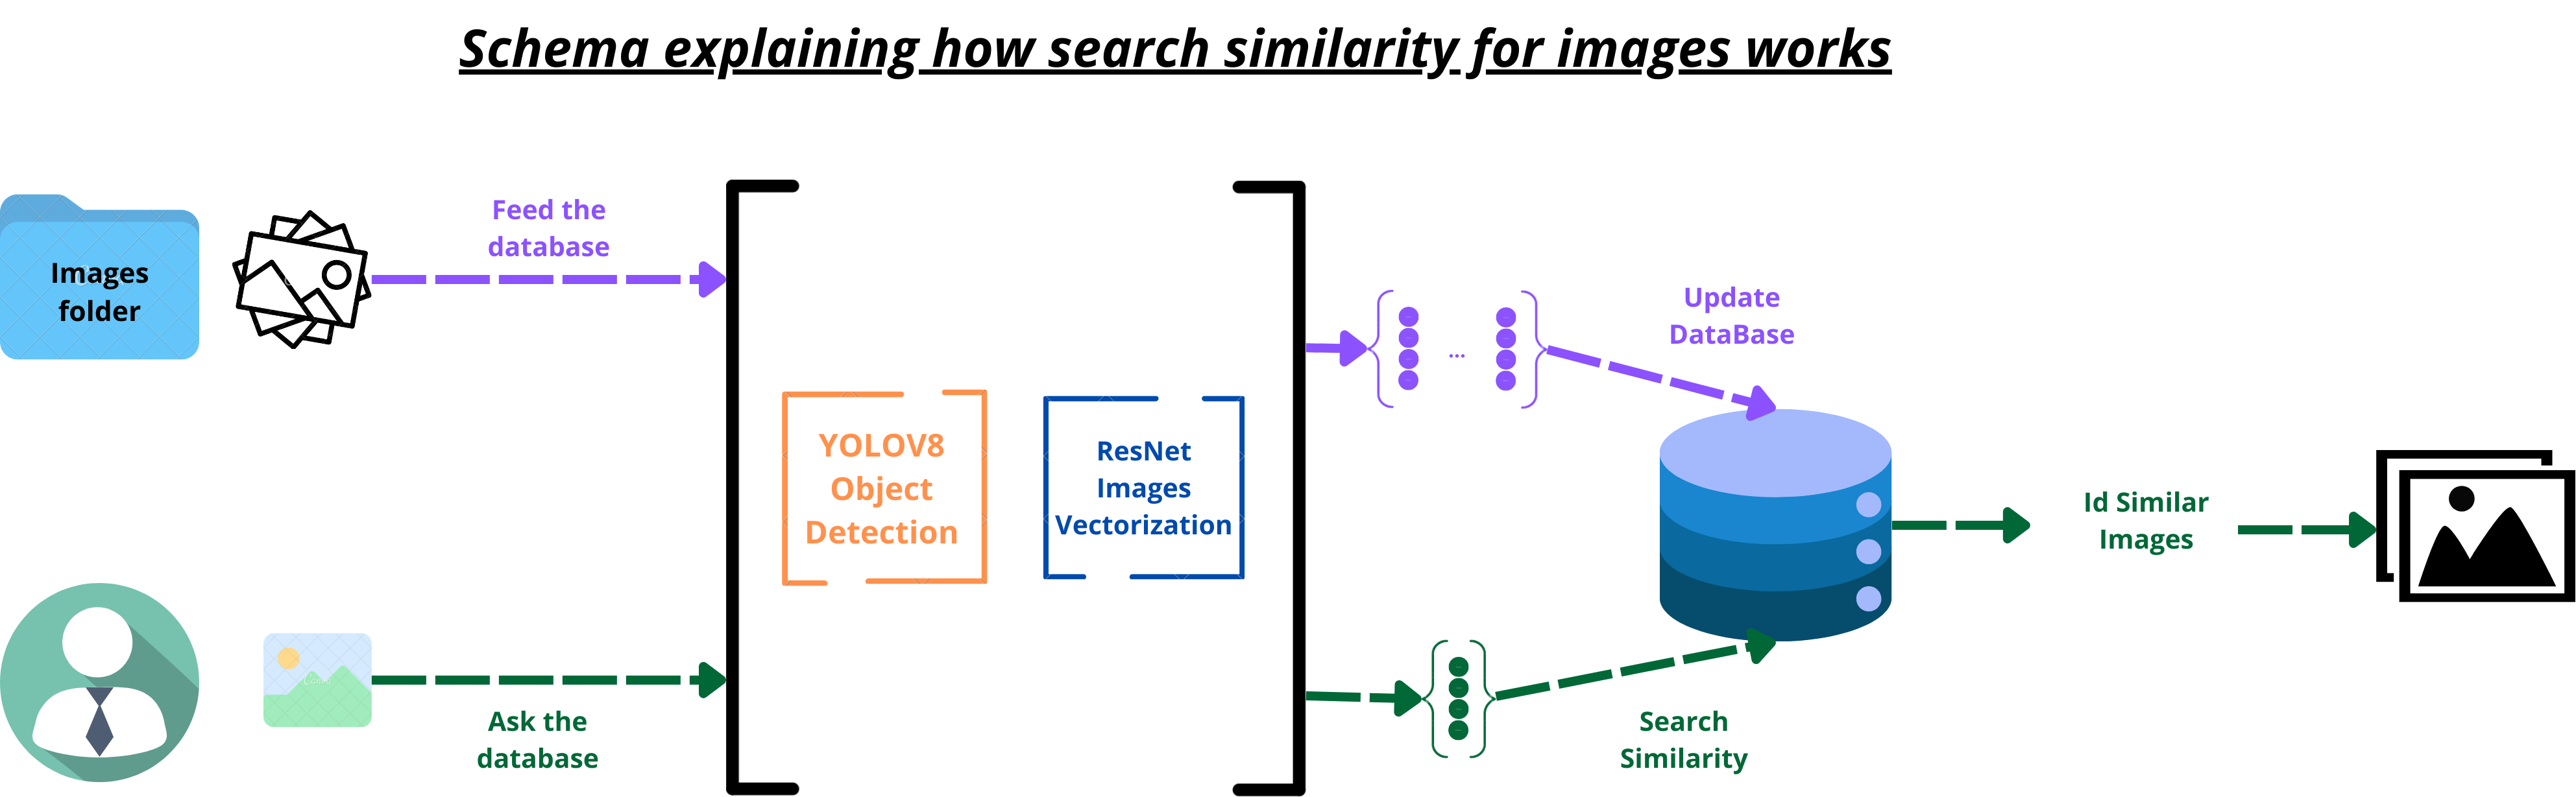 Schema explaining how search similarity for images works
Images
folder
Feed the
database
YOLOV8
Object
Detection
ResNet
Images
Vectorization
...
Update
DataBase
Id Similar
Images
Ask the
database
Search
Similarity